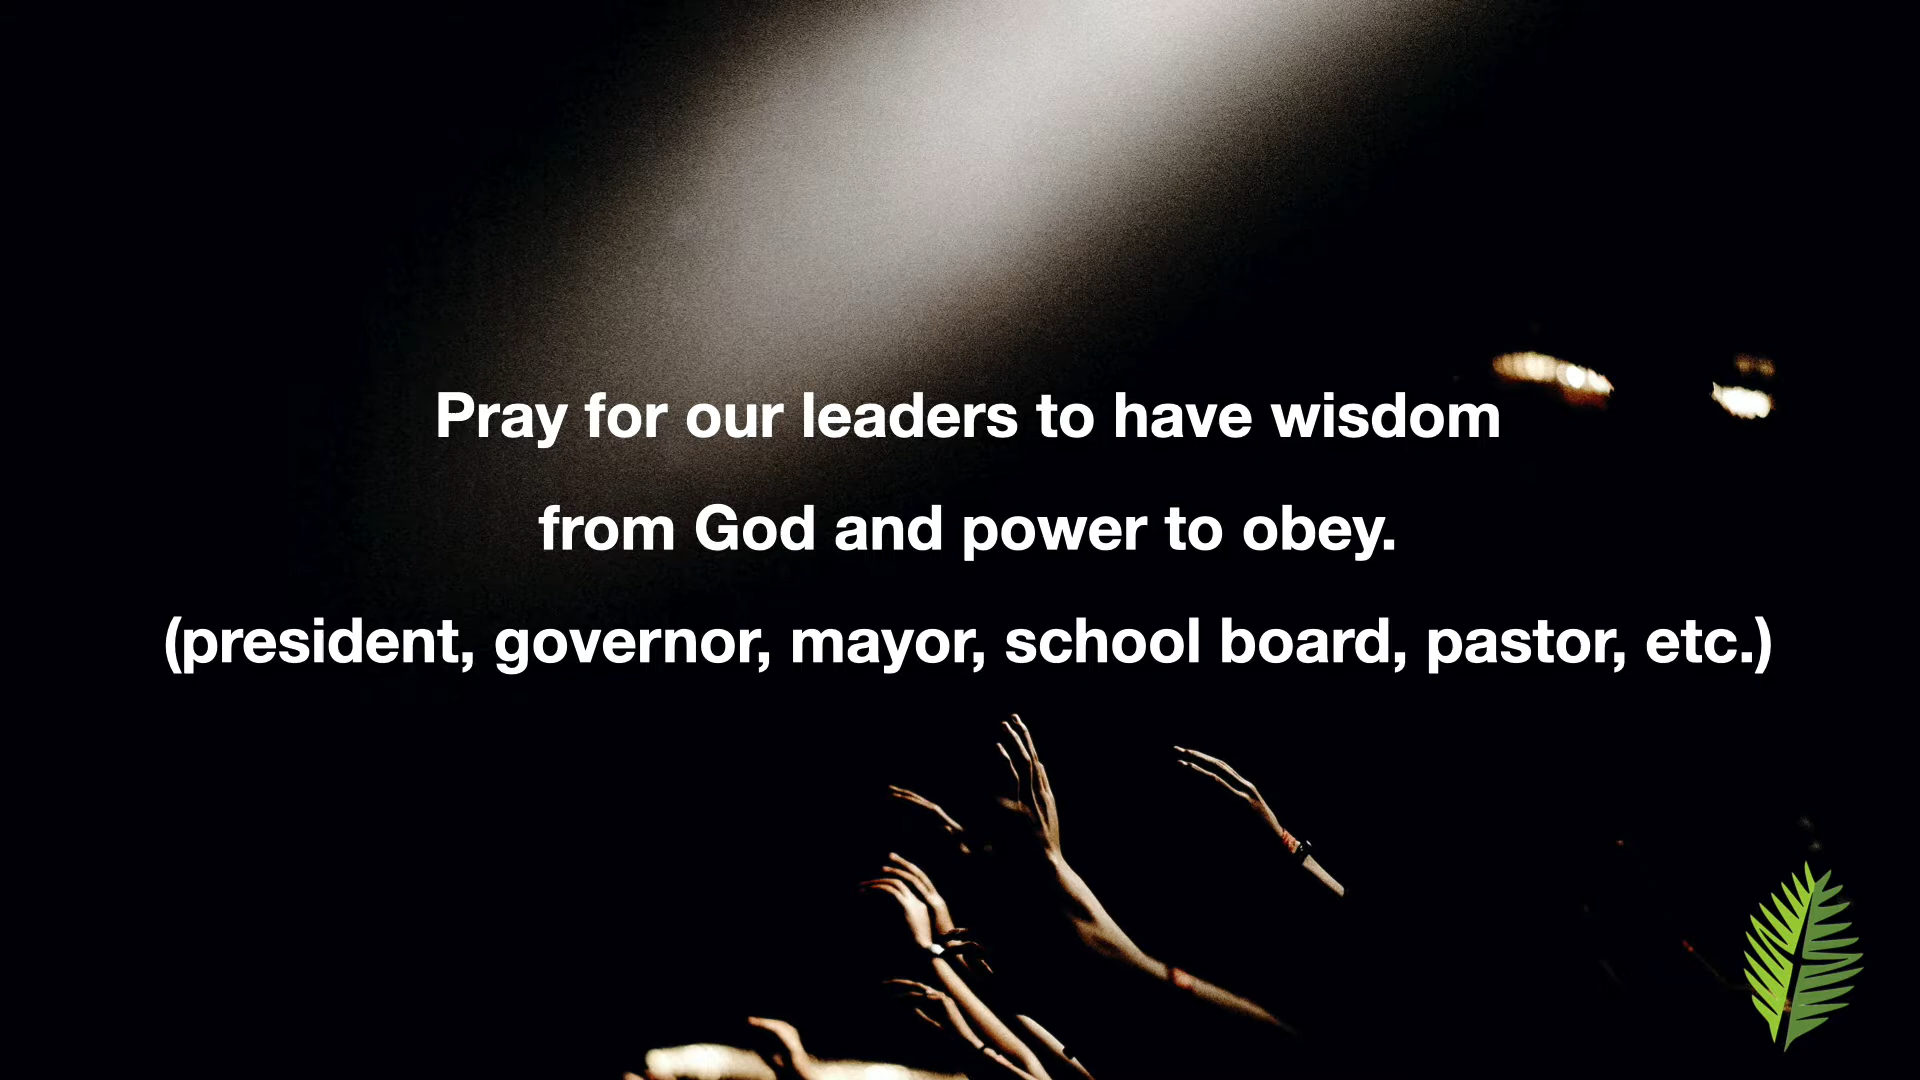 Pray for our leaders to have wisdom
from God and power to obey.
(president, governor, mayor, school board, pastor, etc.)